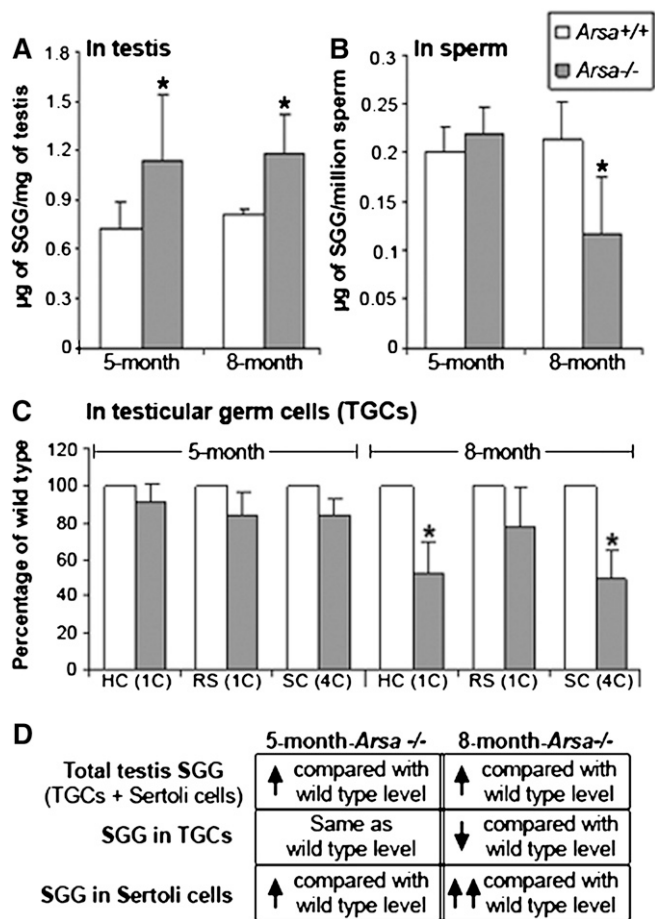 A In testis
B In sperm
Arsa+/+
Arsa-/-
µg of SGG/mg of testis
1.8
1.5
1.2
0.9
0.6
0.3
0
*
*
5-month
8-month
µg of SGG/million sperm
0.3
0.25
0.2
0.15
0.1
0.05
0
*
5-month
8-month
C In testicular germ cells (TGCs)
Percentage of wild type
120
100
80
60
40
20
0
5-month
8-month
*
*
HC (1C) RS (1C) SC (4C) HC (1C) RS (1C) SC (4C)
D
5-month-Arsa -/- 8-month-Arsa-/-
Total testis SGG
(TGCs + Sertoli cells)
↑ compared with
wild type level
↑ compared with
wild type level
SGG in TGCs
Same as
wild type level
↓ compared with
wild type level
SGG in Sertoli cells
↑ compared with
wild type level
↑↑ compared with
wild type level